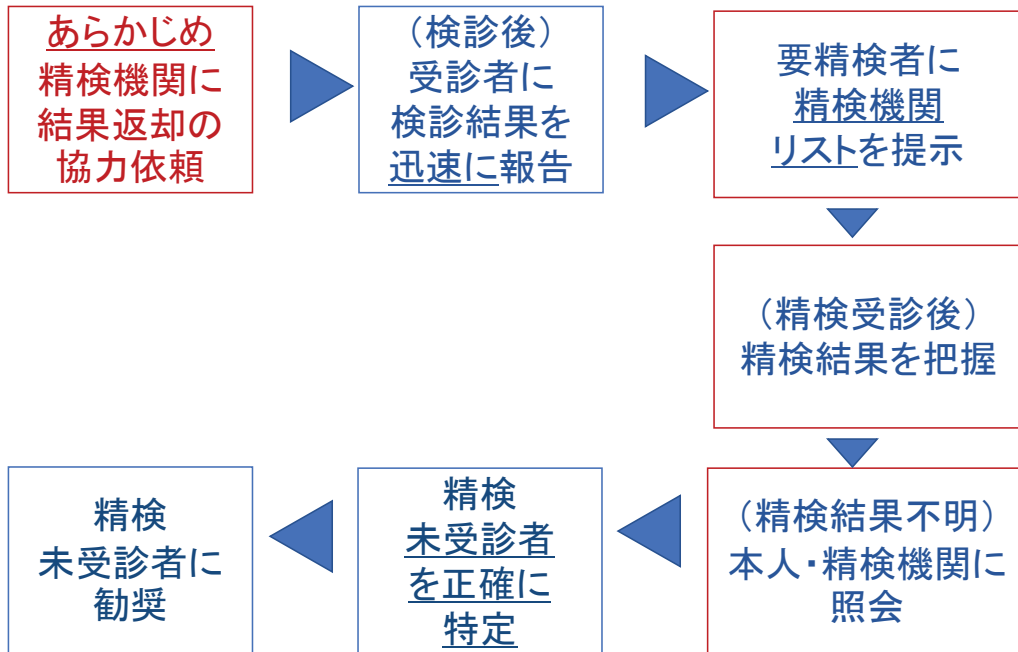 あらかじめ
精検機関に
結果返却の
協力依頼
（検診後）
受診者に
検診結果を
迅速に報告
要精検者に
精検機関
リストを提示
（精検受診後）
精検結果を把握
（精検結果不明）
本人・精検機関に
照会
精検
未受診者
を正確に
特定
精検
未受診者に
勧奨